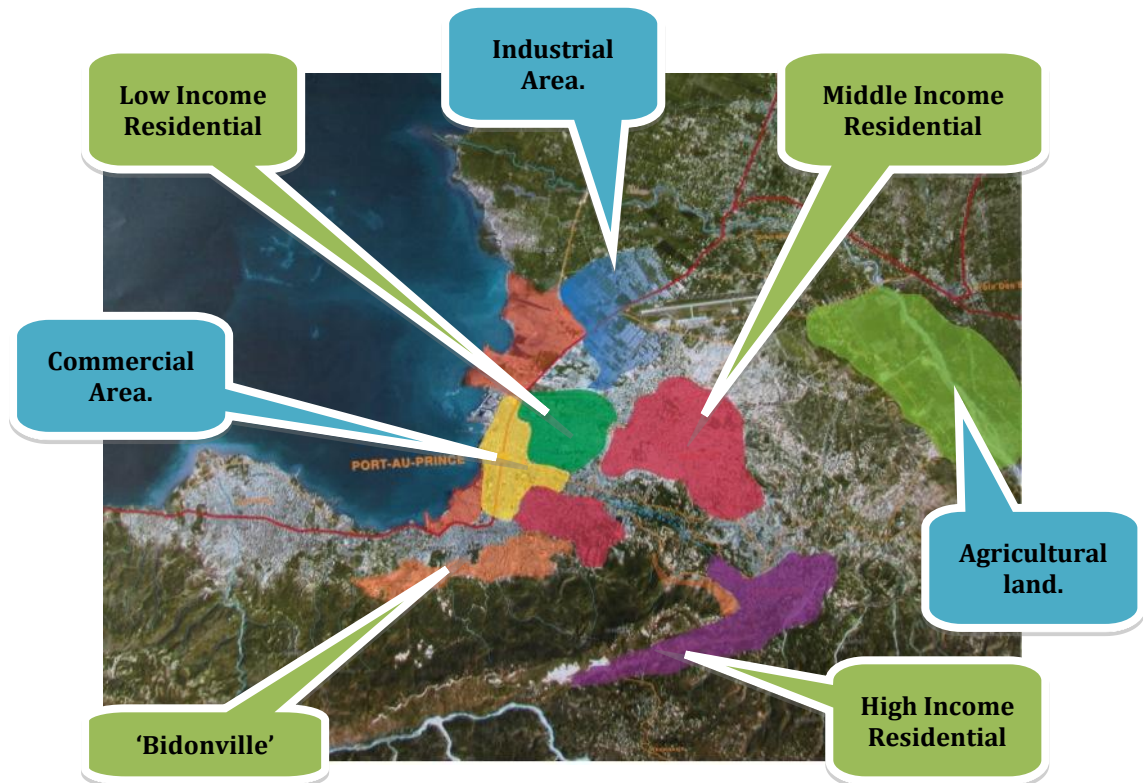 Industrial
Area.
Low Income
Residential
Middle Income
Residential
Commercial
Area.
PORT-AU-PRINCE
Agricultural
land.
High Income
Residential
‘Bidonville’